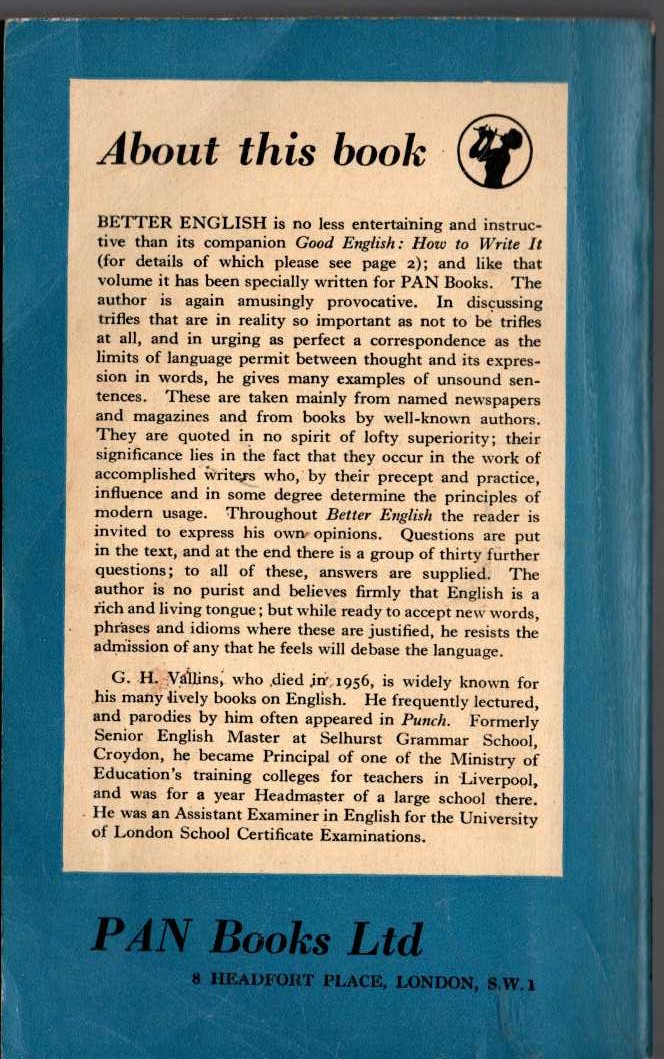 About this book
BETTER ENGLISH is no less entertaining and instruc-
tive than its companion Good English: How to Write It
(for details of which please see page 2); and like that
volume it has been specially written for PAN Books. The
author is again amusingly provocative. In discussing
trifles that are in reality so important as not to be trifles
at all, and in urging as perfect a correspondence as the
limits of language permit between thought and its expres-
sion in words, he gives many examples of unsound sen-
tences. These are taken mainly from named newspapers
and magazines and from books by well-known authors.
They are quoted in no spirit of lofty superiority; their
significance lies in the fact that they occur in the work of
accomplished writers who, by their precept and practice,
influence and in some degree determine the principles of
modern usage. Throughout Better English the reader is
invited to express his own opinions. Questions are put
in the text, and at the end there is a group of thirty further
questions; to all of these, answers are supplied. The
author is no purist and believes firmly that English is a
rich and living tongue; but while ready to accept new words,
phrases and idioms where these are justified, he resists the
admission of any that he feels will debase the language.
G. H. Vallins, who died in 1956, is widely known for
his many lively books on English. He frequently lectured,
and parodies by him often appeared in Punch. Formerly
Senior English Master at Selhurst Grammar School,
Croydon, he became Principal of one of the Ministry of
Education's training colleges for teachers in Liverpool,
and was for a year Headmaster of a large school there.
He was an Assistant Examiner in English for the University
of London School Certificate Examinations.
PAN Books Ltd
8 HEADFORT PLACE, LONDON, S.W.1